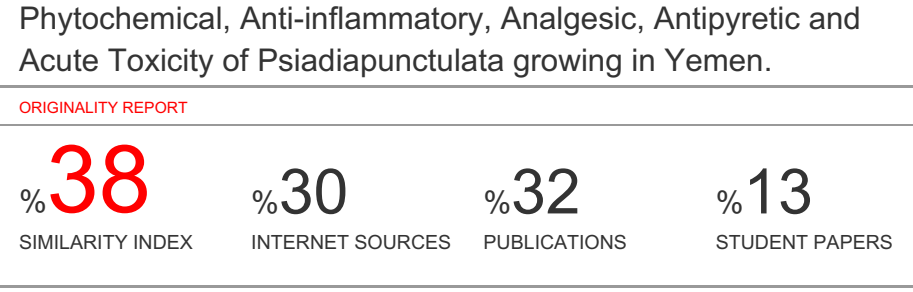 Phytochemical, Anti-inflammatory, Analgesic, Antipyretic and
Acute Toxicity of Psiadiapunctulata growing in Yemen.
ORIGINALITY REPORT
%38
SIMILARITY INDEX
%30
INTERNET SOURCES
%32
PUBLICATIONS
%13
STUDENT PAPERS